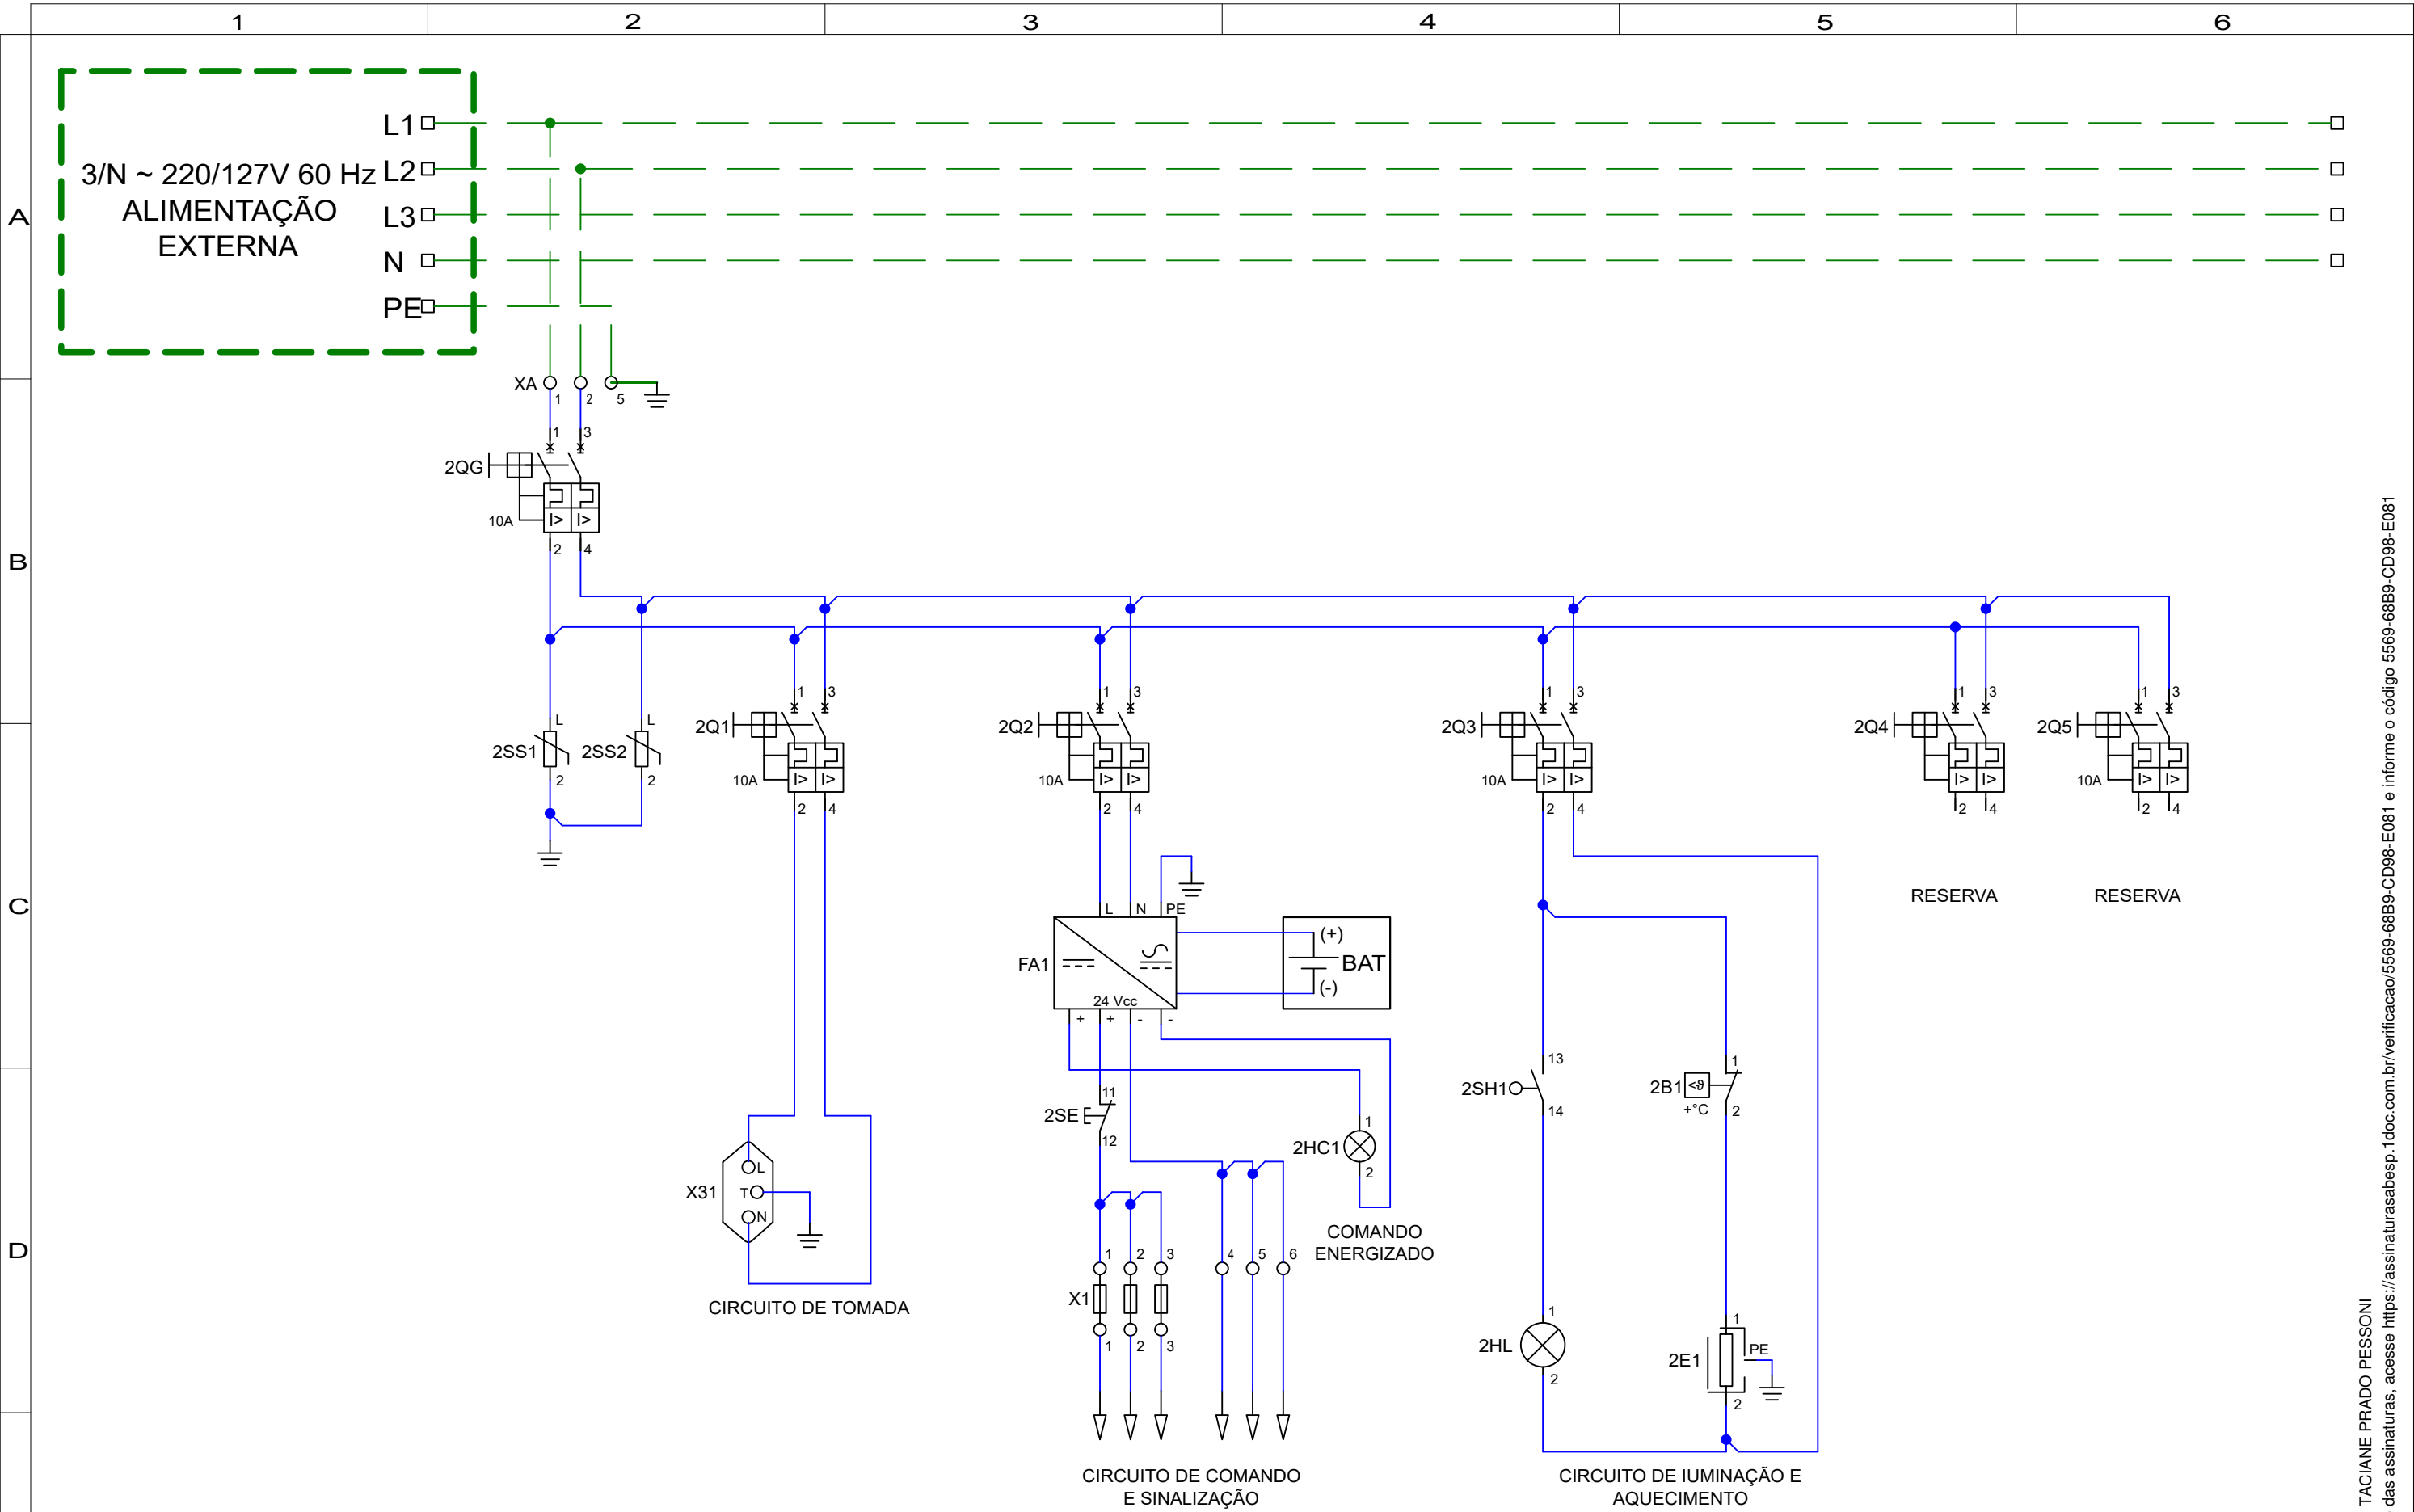 1 2 3 4 5 6
A
B
C
D
3/N ~ 220/127V 60 Hz
ALIMENTAÇÃO
EXTERNA
L1
L2
L3
N
PE
XA
1 2 5
1 3
2QG
10A
I> I>
2 4
L L
2SS1 2SS2
2 2
1 3
2Q1
10A
I> I>
2 4
1 3
2Q2
10A
I> I>
2 4
1 3
2Q3
10A
I> I>
2 4
1 3
2Q4
I> I>
2 4
RESERVA
1 3
2Q5
10A
I> I>
2 4
RESERVA
L N PE
FA1
24 Vcc
+ + - -
(+)
BAT
(-)
11
2SE
12
1
2HC1
2
COMANDO
ENERGIZADO
13
2SH1
14
1
2B1 <ϑ
+°C
2
L
X31 T
N
CIRCUITO DE TOMADA
1 2 3 4 5 6
X1
1 2 3
CIRCUITO DE COMANDO
E SINALIZAÇÃO
1
2HL
2
1
2E1 PE
2
CIRCUITO DE IUMINAÇÃO E
AQUECIMENTO
TACIANE PRADO PESSONI
das assinaturas, acesse https://assinaturasabesp.1doc.com.br/verificacao/5569-68B9-CD98-E081 e informe o código 5569-68B9-CD98-E081